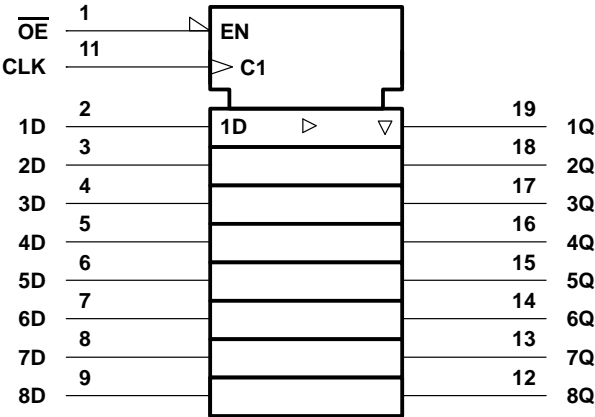 1
OE EN
11
CLK C1
2 19
1D 1D 1Q
3 18
2D 2Q
4 17
3D 3Q
5 16
4D 4Q
6 15
5D 5Q
7 14
6D 6Q
8 13
7D 7Q
9 12
8D 8Q